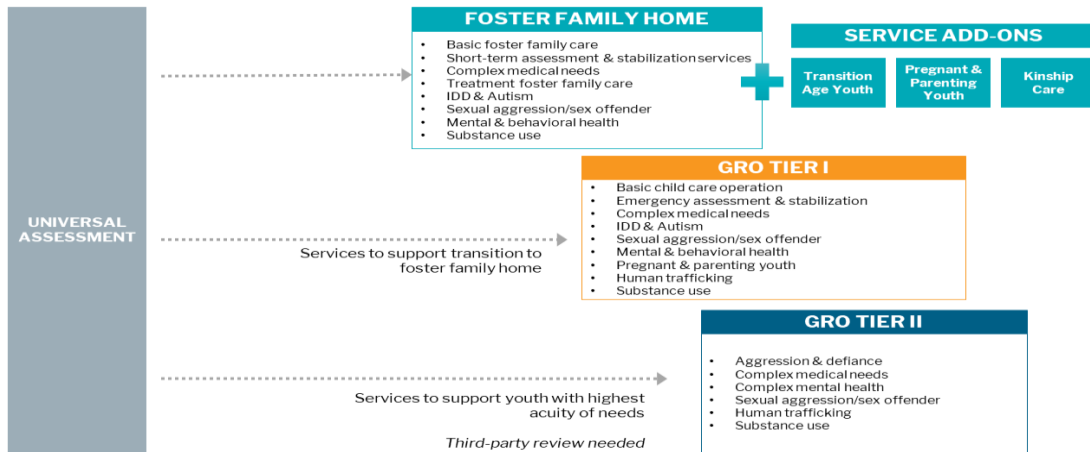 FOSTER FAMILY HOME
• Basic foster family care
• Short-term assessment & stabilization services
• Complex medical needs
• Treatment foster family care
• IDD & Autism
• Sexual aggression/sex offender
• Mental & behavioral health
• Substance use
SERVICE ADD-ONS
Transition
Age Youth
Pregnant &
Parenting
Youth
Kinship
Care
UNIVERSAL
ASSESSMENT
GRO TIER I
• Basic child care operation
• Emergency assessment & stabilization
• Complex medical needs
• IDD & Autism
• Sexual aggression/sex offender
• Mental & behavioral health
• Pregnant & parenting youth
• Human trafficking
• Substance use
Services to support transition to
foster family home
GRO TIER II
• Aggression & defiance
• Complex medical needs
• Complex mental health
• Sexual aggression/sex offender
• Human trafficking
• Substance use
Services to support youth with highest
acuity of needs
Third-party review needed